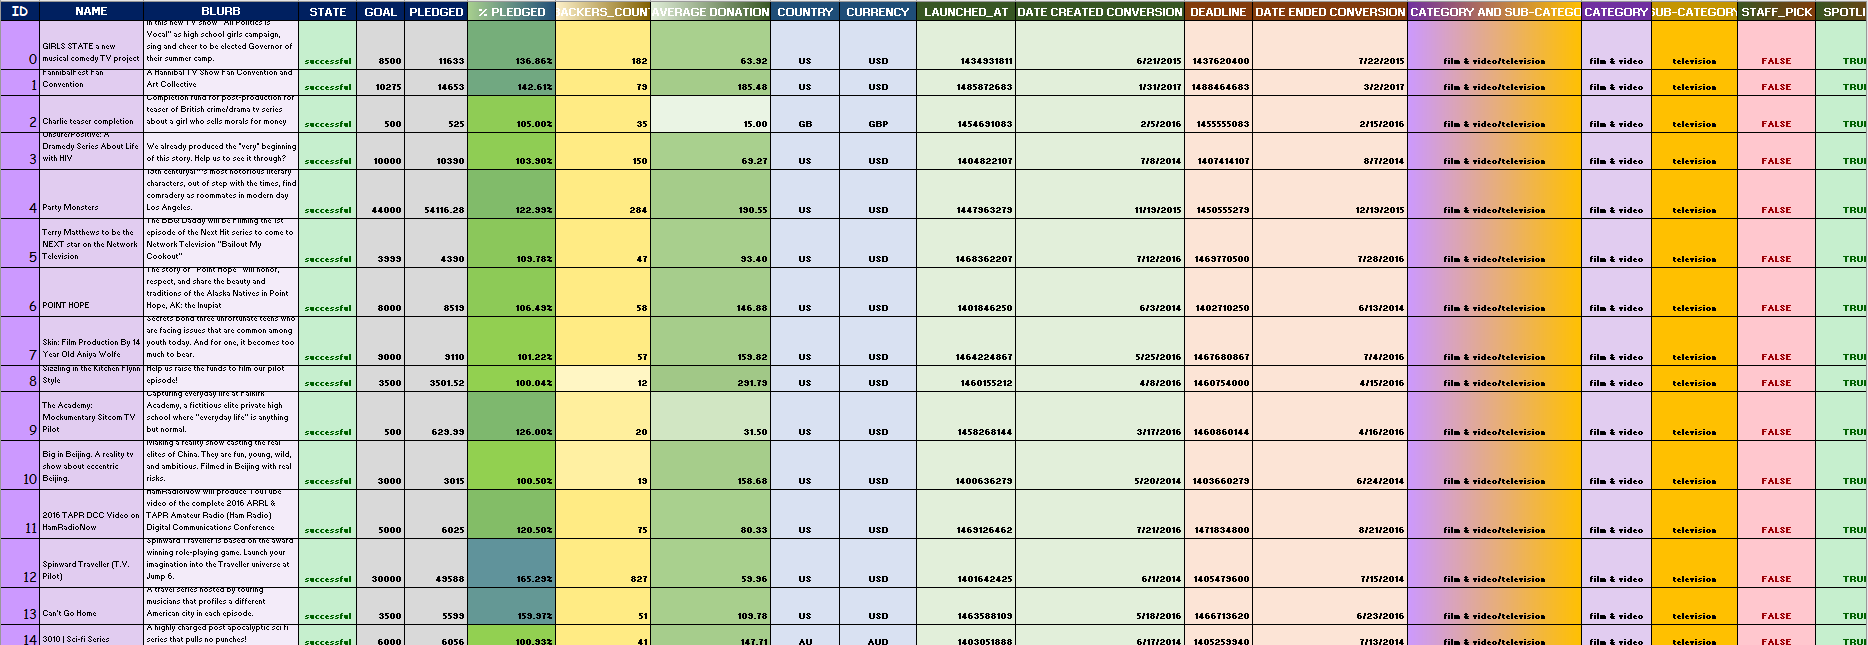 ID NAME BLURB STATE GOAL PLEDGED % PLEDGED ACKERS_COUN AVERAGE DONATION COUNTRY CURRENCY LAUNCHED_AT DATE CREATED CONVERSION DEADLINE DATE ENDED CONVERSION CATEGORY AND SUB-CATEGO CATEGORY SUB-CATEGORY STAFF_PICK SPOTLI
In this new TV show "All Politics is
Vocal" as high school girls campaign,
GIRLS STATE a new sing and cheer to be elected Governor of
0 musical comedy TV project their summer camp. successful 8500 11633 136.86% 182 63.92 US USD 1434931811 6/21/2015 1437620400 7/22/2015 film & video/television film & video television FALSE TRU
FannibalFest Fan A Hannibal TV Show Fan Convention and
1 Convention Art Collective successful 10275 14653 142.61% 79 185.48 US USD 1485872683 1/31/2017 1488464683 3/2/2017 film & video/television film & video television FALSE TRU
Completion fund for post-production for
teaser of British crime/drama tv series
2 Charlie teaser completion about a girl who sells morals for money successful 500 525 105.00% 35 15.00 GB GBP 1454691083 2/5/2016 1455555083 2/15/2016 film & video/television film & video television FALSE TRU
Unsure/Positive: A
Dramedy Series About Life We already produced the "very" beginning
3 with HIV of this story. Help us to see it through? successful 10000 10390 103.90% 150 69.27 US USD 1404822107 7/8/2014 1407414107 8/7/2014 film & video/television film & video television FALSE TRU
most notorious literary
characters, out of step with the times, find
comradery as roommates in modern day
4 Party Monsters Los Angeles. successful 44000 54116.28 122.99% 284 190.55 US USD 1447963279 11/19/2015 1450555279 12/19/2015 film & video/television film & video television FALSE TRU
The BBQ Daddy will be Filming the 1st
Terry Matthews to be the episode of the Next Hit series to come to
NEXT star on the Network Network Television "Bailout My
5 Television Cookout" successful 3999 4390 109.78% 47 93.40 US USD 1468362207 7/12/2016 1469770500 7/28/2016 film & video/television film & video television FALSE TRU
The story of "Point Hope" will honor,
respect, and share the beauty and
traditions of the Alaska Natives in Point
6 POINT HOPE Hope, AK: the Inupiat successful 8000 8519 106.49% 58 146.88 US USD 1401846250 6/3/2014 1402710250 6/13/2014 film & video/television film & video television FALSE TRU
Secrets bond three unfortunate teens who
are facing issues that are common among
Skin: Film Production By 14 youth today. And for one, it becomes too
7 Year Old Aniya Wolfe much to bear. successful 9000 9110 101.22% 57 159.82 US USD 1464224867 5/25/2016 1467680867 7/4/2016 film & video/television film & video television FALSE TRU
Sizzling in the Kitchen Flynn Help us raise the funds to film our pilot
8 Style episode! successful 3500 3501.52 100.04% 12 291.79 US USD 1460155212 4/8/2016 1460754000 4/15/2016 film & video/television film & video television FALSE TRU
Capturing everyday life at Falkirk
The Academy: Academy, a fictitious elite private high
Mockumentary Sitcom TV school where "everyday life" is anything
9 Pilot but normal. successful 500 629.99 126.00% 20 31.50 US USD 1458268144 3/17/2016 1460860144 4/16/2016 film & video/television film & video television FALSE TRU
Making a reality show casting the real
Big in Beijing. A reality tv elites of China. They are fun, young, wild,
show about eccentric and ambitious. Filmed in Beijing with real
10 Beijing. risks. successful 3000 3015 100.50% 19 158.68 US USD 1400636279 5/20/2014 1403660279 6/24/2014 film & video/television film & video television FALSE TRU
HamRadioNow will produce YouTube
video of the complete 2016 ARRL &
2016 TAPR DCC Video on TAPR Amateur Radio (Ham Radio)
11 HamRadioNow Digital Communications Conference successful 5000 6025 120.50% 75 80.33 US USD 1469126462 7/21/2016 1471834800 8/21/2016 film & video/television film & video television FALSE TRU
Spinward Traveller is based on the award
winning role-playing game. Launch your
Spinward Traveller (T.V. imagination into the Traveller universe at
12 Pilot) Jump 6. successful 30000 49588 165.29% 827 59.96 US USD 1401642425 6/1/2014 1405479600 7/15/2014 film & video/television film & video television FALSE TRU
A travel series hosted by touring
musicians that profiles a different
13 Can't Go Home American city in each episode. successful 3500 5599 159.97% 51 109.78 US USD 1463588109 5/18/2016 1466713620 6/23/2016 film & video/television film & video television FALSE TRU
A highly charged post apocalyptic sci fi
14 3010 | Sci-fi Series series that pulls no punches! successful 6000 6056 100.93% 41 147.71 AU AUD 1403051888 6/17/2014 1405259940 7/13/2014 film & video/television film & video television FALSE TRU